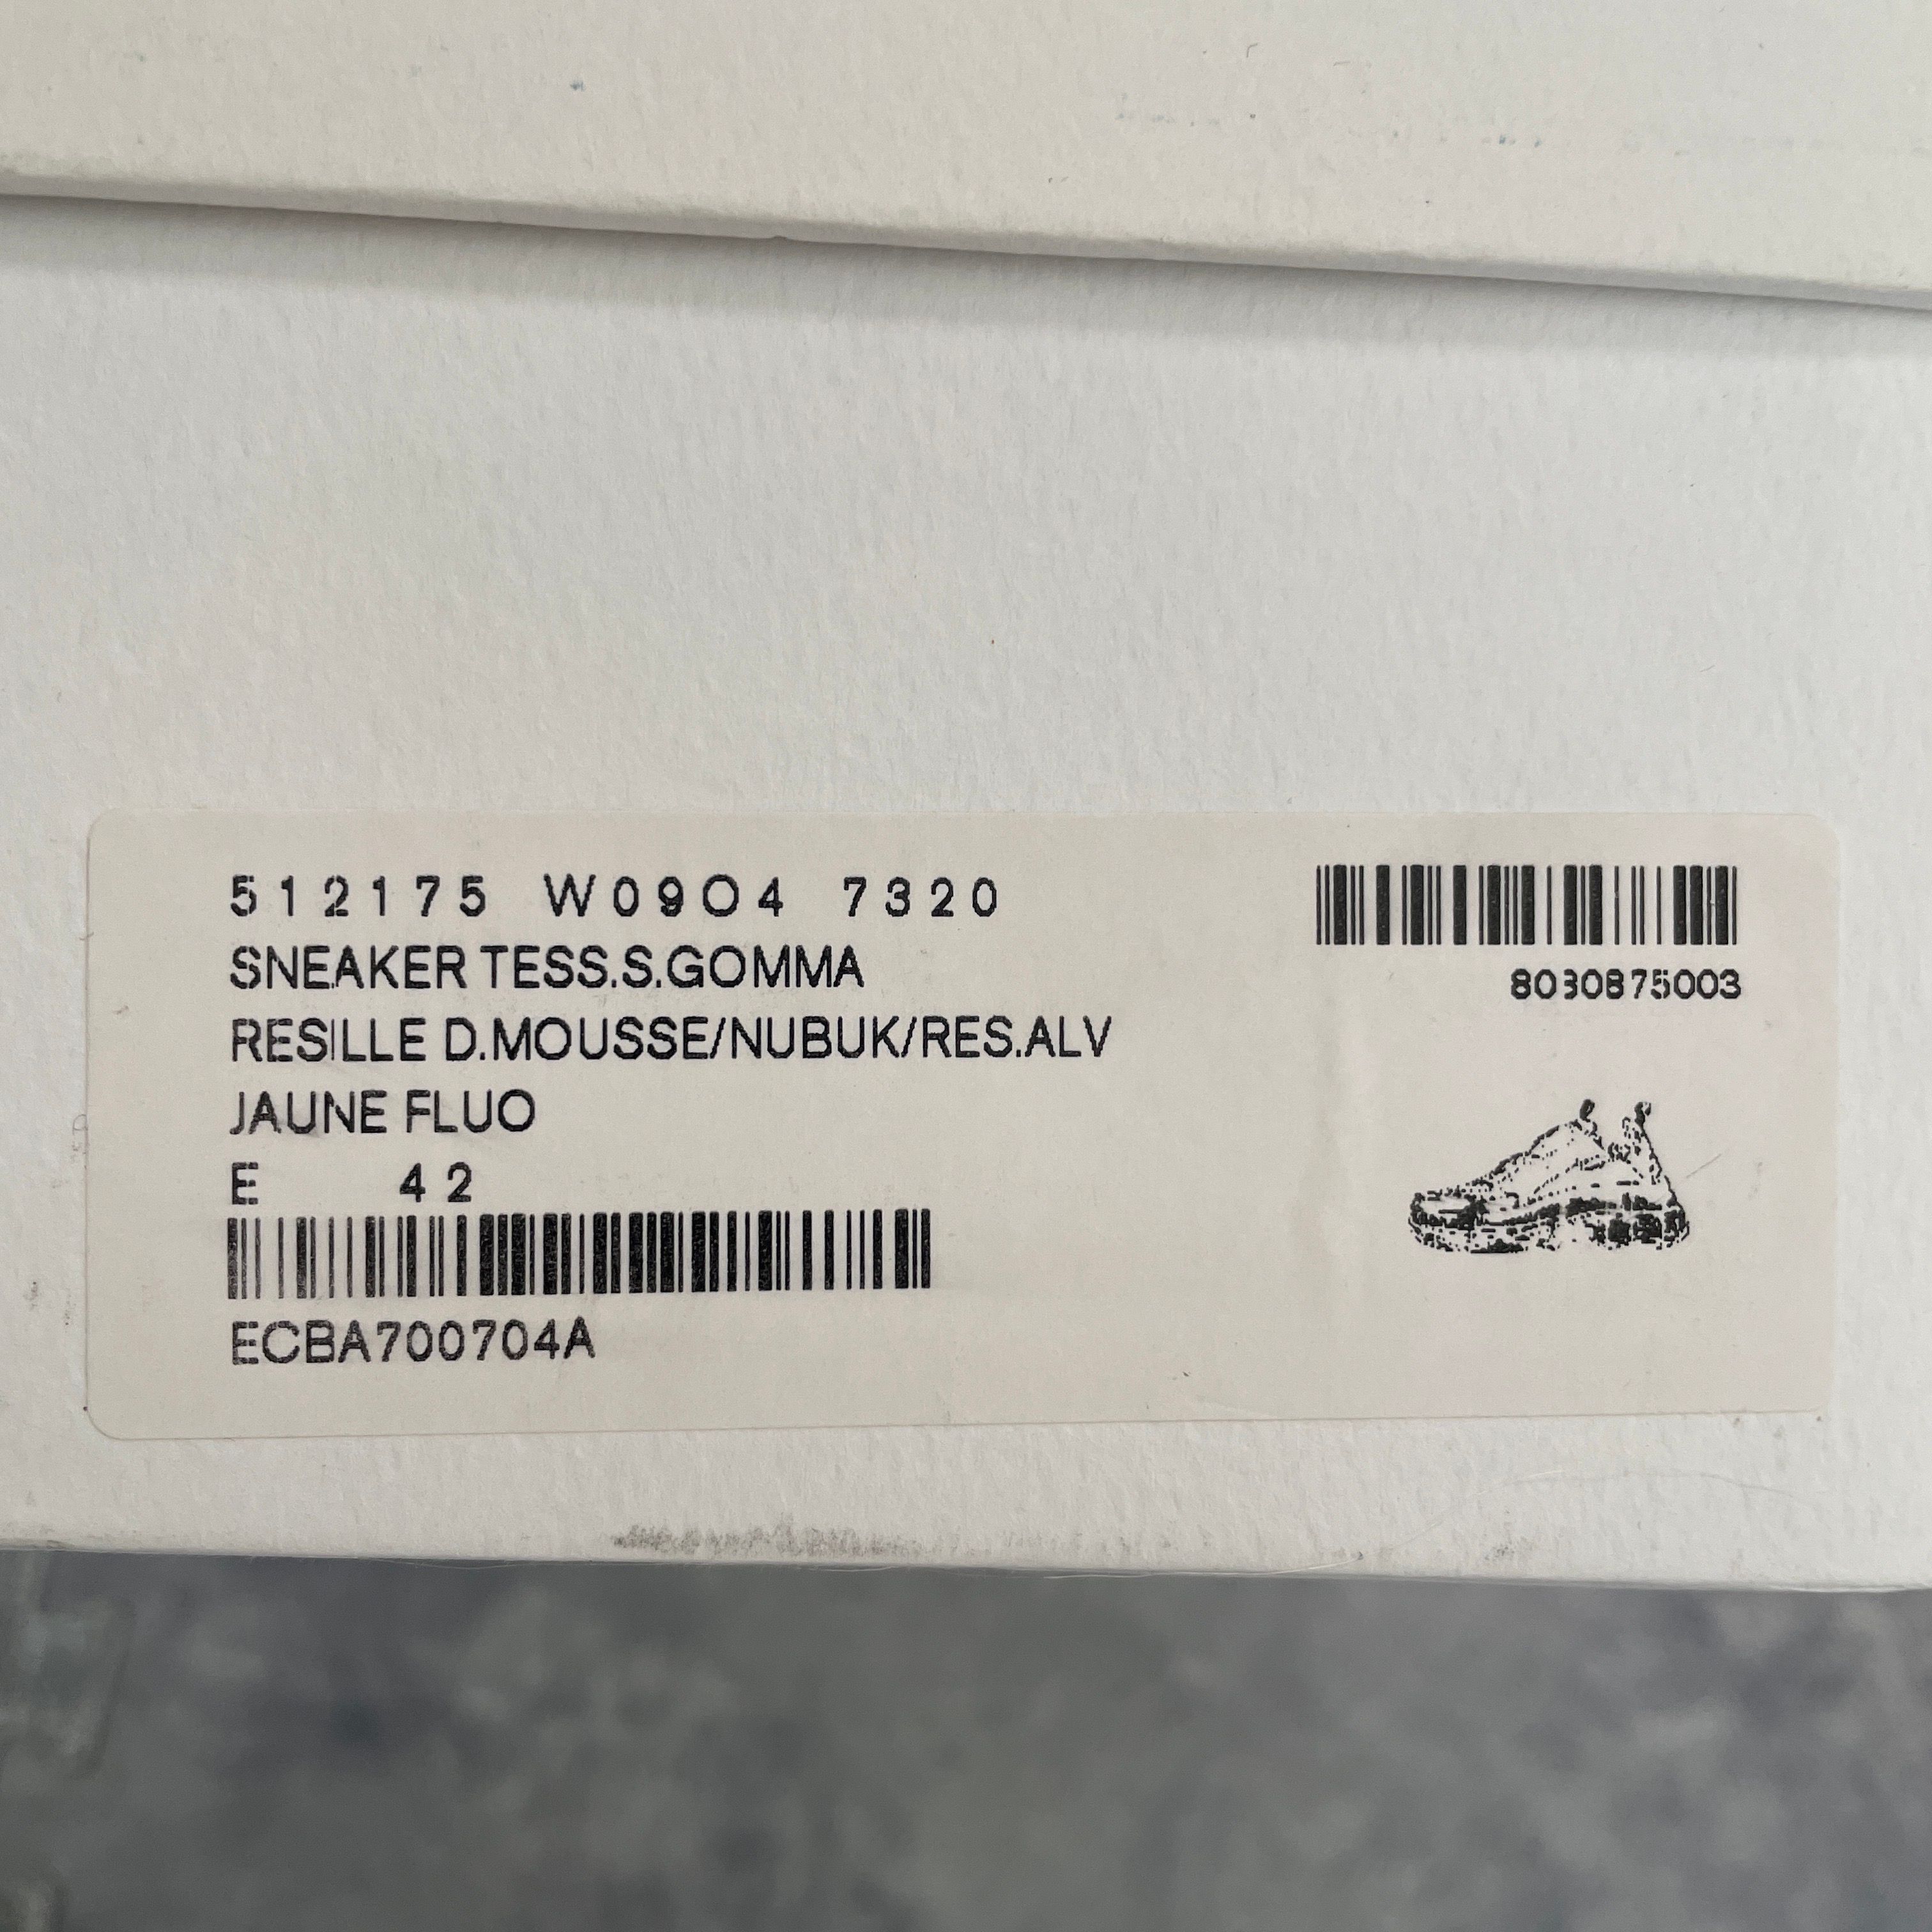 512175 W09O4 7320
SNEAKER TESS.S.GOMMA
RESILLE D.MOUSSE/NUBUK/RES.ALV
JAUNE FLUO
E 42
ECBA700704A
8030875003